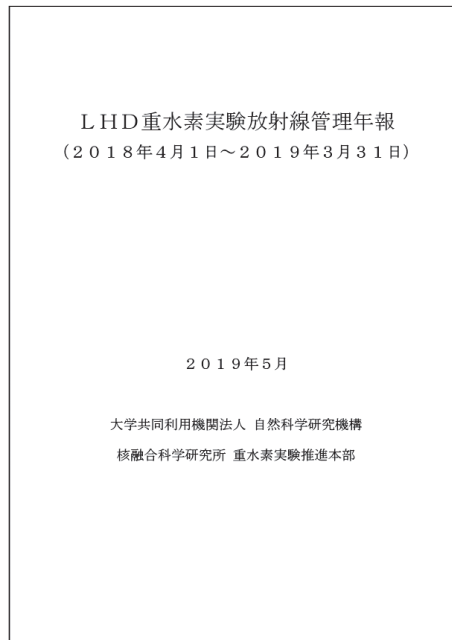 LHD重水素実験放射線管理年報
(2018年4月1日~2019年3月31日)
2019年5月
大学共同利用機関法人 自然科学研究機構
核融合科学研究所 重水素実験推進本部